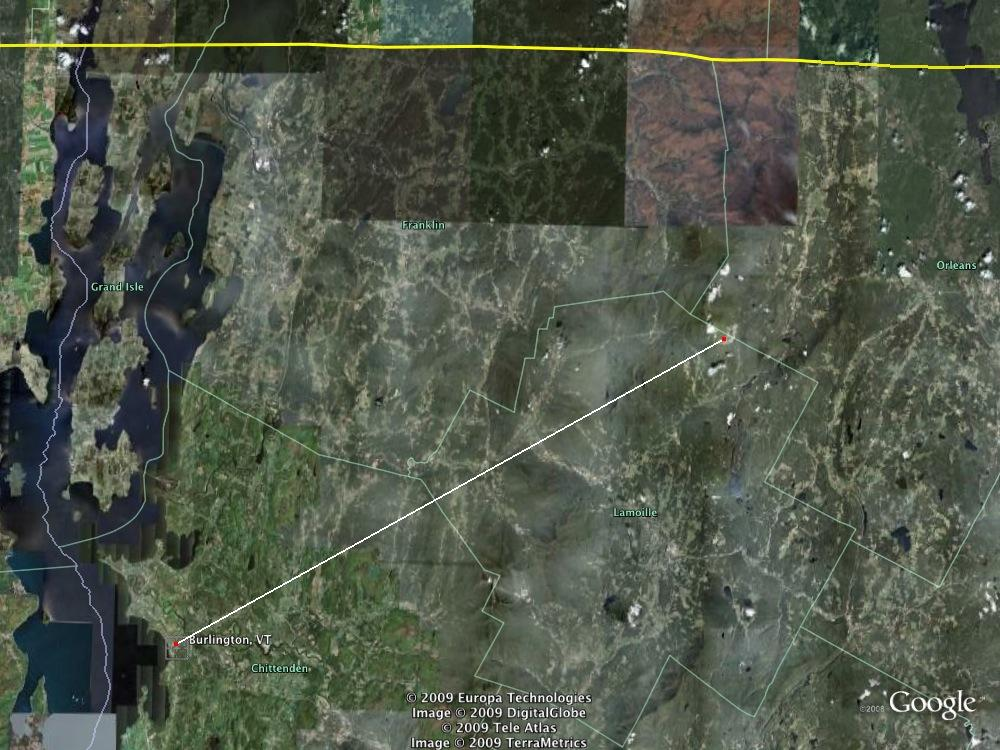 Franklin
Orleans
Grand Isle
Lamoille
Burlington, VT
Chittenden
© 2009 Europa Technologies
Image © 2009 DigitalGlobe
© 2009 Tele Atlas
Image © 2009 TerraMetrics
©2008 Google